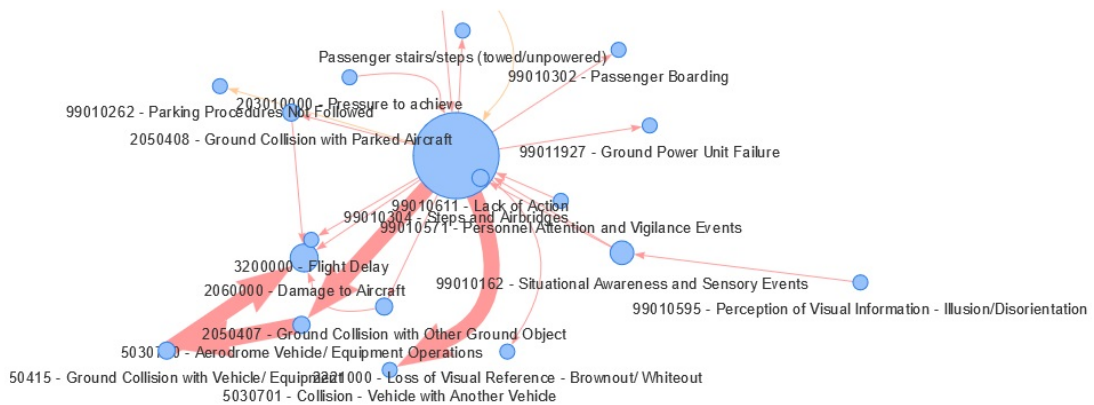 Passenger stairs/steps (towed/unpowered)
99010302 - Passenger Boarding
203010000 - Pressure to achieve
99010262 - Parking Procedures Not Followed
2050408 - Ground Collision with Parked Aircraft
99011927 - Ground Power Unit Failure
99010611 - Lack of Action
99010304 - Steps and Airbridges
99010571 - Personnel Attention and Vigilance Events
3200000 - Flight Delay
99010162 - Situational Awareness and Sensory Events
2060000 - Damage to Aircraft
99010595 - Perception of Visual Information - Illusion/Disorientation
2050407 - Ground Collision with Other Ground Object
- Aerodrome Vehicle/ Equipment Operations
50415 - Ground Collision with Vehicle/ Equipment
2221000 - Loss of Visual Reference - Brownout/ Whiteout
5030701 - Collision - Vehicle with Another Vehicle